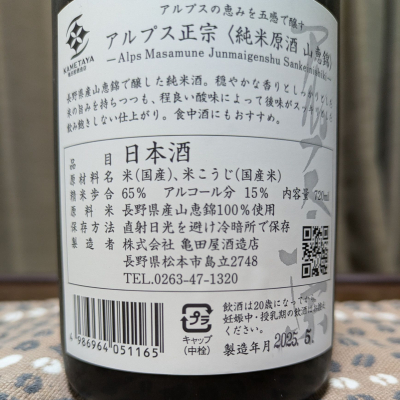 アルプスの恵みを五感で醸す
アルプス正宗〈純米原酒 山恵錦〉
—Alps Masamune Junmaigenshu Sankeinishiki—
KAMETAYA
長野県産山恵錦で醸した純米酒。穏やかな香りとしっかりとした
米の旨みを持ちつつも、程良い酸味によって後味がスッキリとした
飲み飽きしない仕上がり。食中酒にもおすすめ。
品目 日本酒
原材料名 米(国産)、米こうじ(国産米)
精米歩合 65% アルコール分 15% 内容量 720ml
原料米 長野県産山恵錦100%使用
保存方法 直射日光を避け冷暗所で保存
製造者 株式会社 亀田屋酒造店
長野県松本市島立2748
TEL.0263-47-1320
4 986964 051165
プラ
キャップ
(中栓)
飲酒は20歳になってから。
妊娠中・授乳期の飲酒はお控え
ください。
製造年月 2025.5